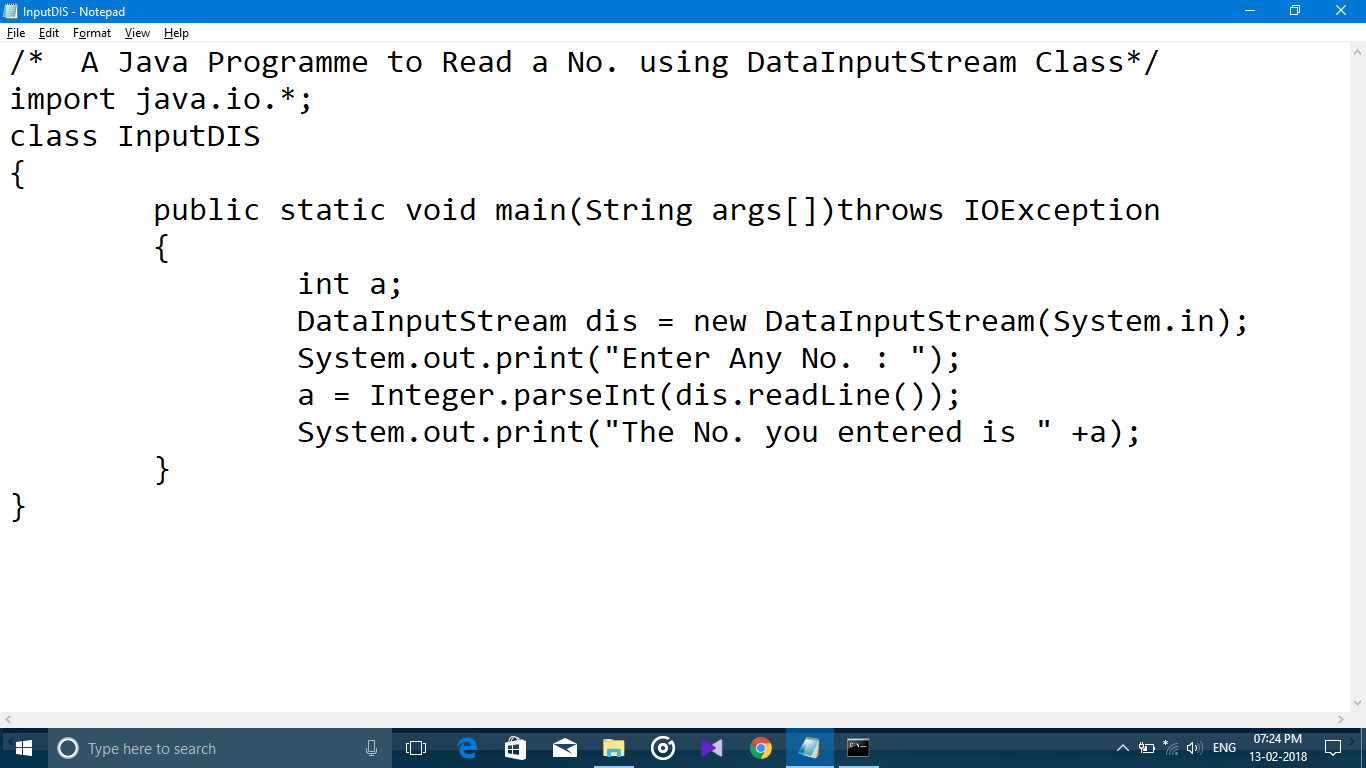 InputDIS - Notepad
File Edit Format View Help
/*  A Java Programme to Read a No. using DataInputStream Class*/
import java.io.*;
class InputDIS
{
        public static void main(String args[])throws IOException
        {
                int a;
                DataInputStream dis = new DataInputStream(System.in);
                System.out.print("Enter Any No. : ");
                a = Integer.parseInt(dis.readLine());
                System.out.print("The No. you entered is " +a);
        }
}
Type here to search
ENG
07:24 PM
13-02-2018